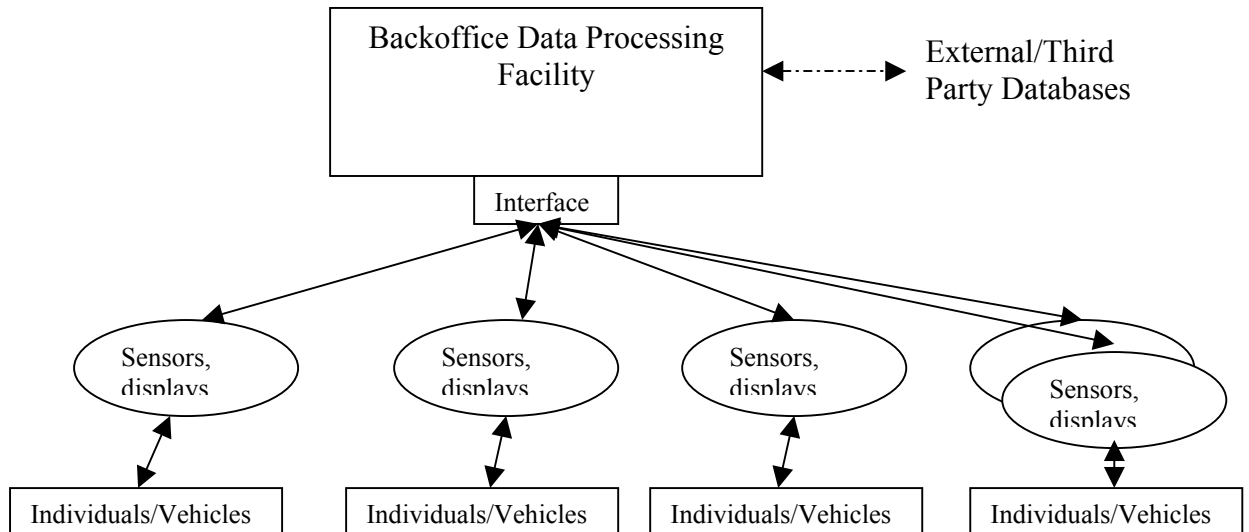 Backoffice Data Processing
Facility
External/Third
Party Databases
Interface
Sensors,
displays
Sensors,
displays
Sensors,
displays
Sensors,
displays
Individuals/Vehicles
Individuals/Vehicles
Individuals/Vehicles
Individuals/Vehicles